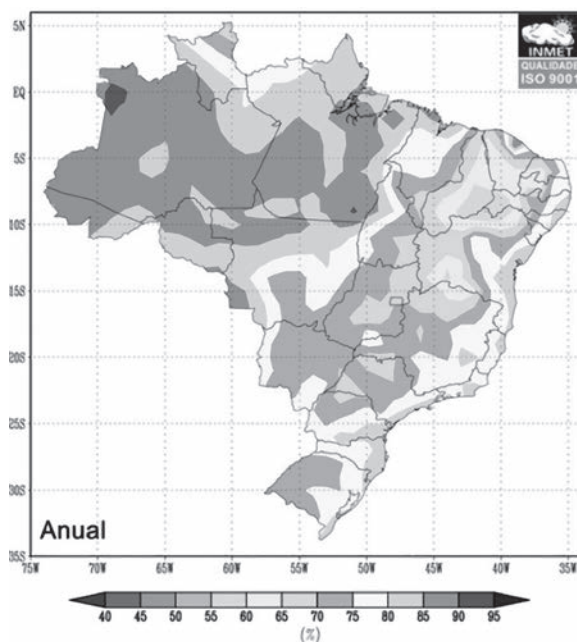 5N
EQ
5S
10S
15S
20S
25S
30S
35S
INMET
QUALIDADE
ISO 9001
Anual
75W 70W 65W 60W 55W 50W 45W 40W 35W
40 45 50 55 60 65 70 75 80 85 90 95
(%)